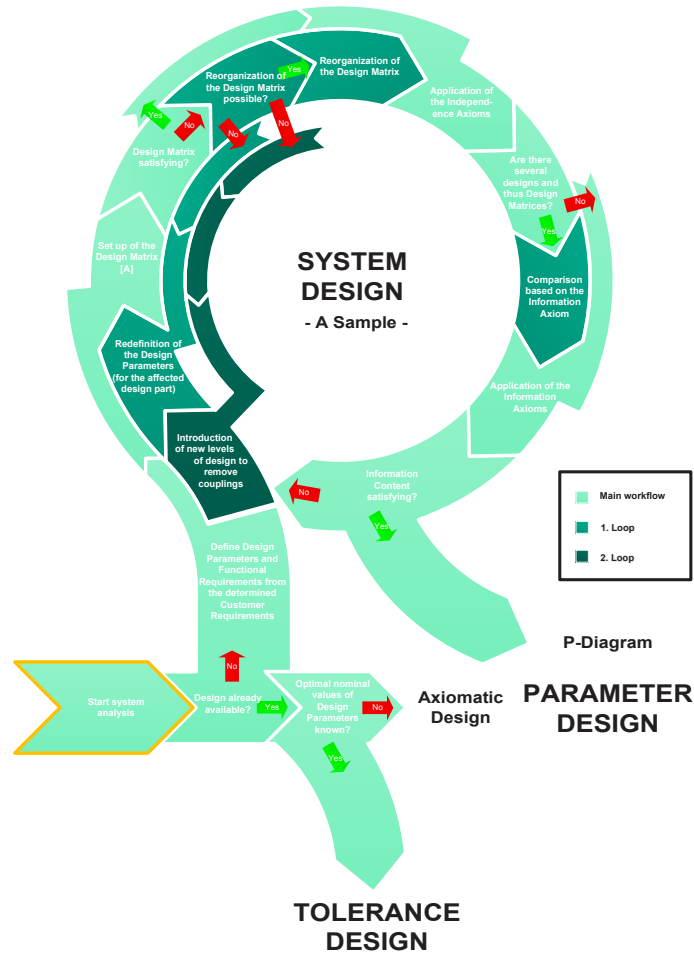 Reorganization of
the Design Matrix
possible?
Yes
No
No
Reorganization of
the Design Matrix
Application of
the Independ-
ence Axioms
Yes
No
Design Matrix
satisfying?
Are there
several
designs and
thus Design
Matrices?
No
Yes
Set up of the
Design Matrix
[A]
SYSTEM
DESIGN
- A Sample -
Comparison
based on the
Information
Axiom
Redefinition of
the Design
Parameters
(for the affected
design part)
Application of the
Information
Axioms
Introduction
of new levels
of design to
remove
couplings
Information
Content
satisfying?
No
Yes
Main workflow
1. Loop
2. Loop
Define Design
Parameters and
Functional
Requirements from
the determined
Customer
Requirements
P-Diagram
PARAMETER
DESIGN
No
Start system
analysis
Design already
available?
Yes
Optimal nominal
values of
Design
Parameters
known?
No
Yes
Axiomatic
Design
TOLERANCE
DESIGN